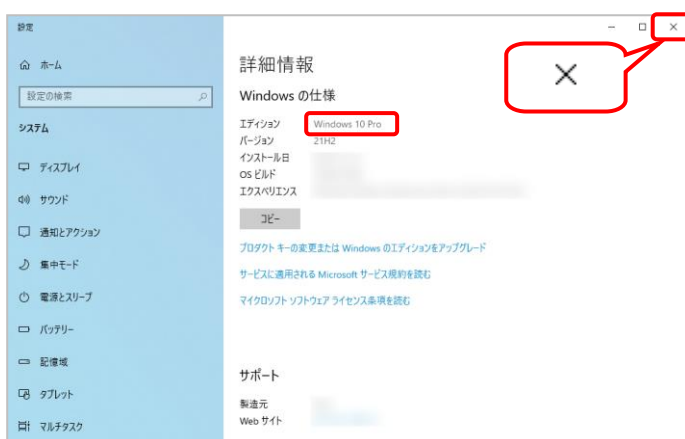 設定
ホーム
設定の検索
システム
ディスプレイ
サウンド
通知とアクション
集中モード
電源とスリープ
バッテリー
記憶域
タブレット
マルチタスク
詳細情報
Windows の仕様
エディション Windows 10 Pro
バージョン 21H2
インストール日
OS ビルド
エクスペリエンス
コピー
プロダクト キーの変更または Windows のエディションをアップグレード
サービスに適用される Microsoft サービス規約を読む
マイクロソフト ソフトウェア ライセンス条項を読む
サポート
製造元
Web サイト